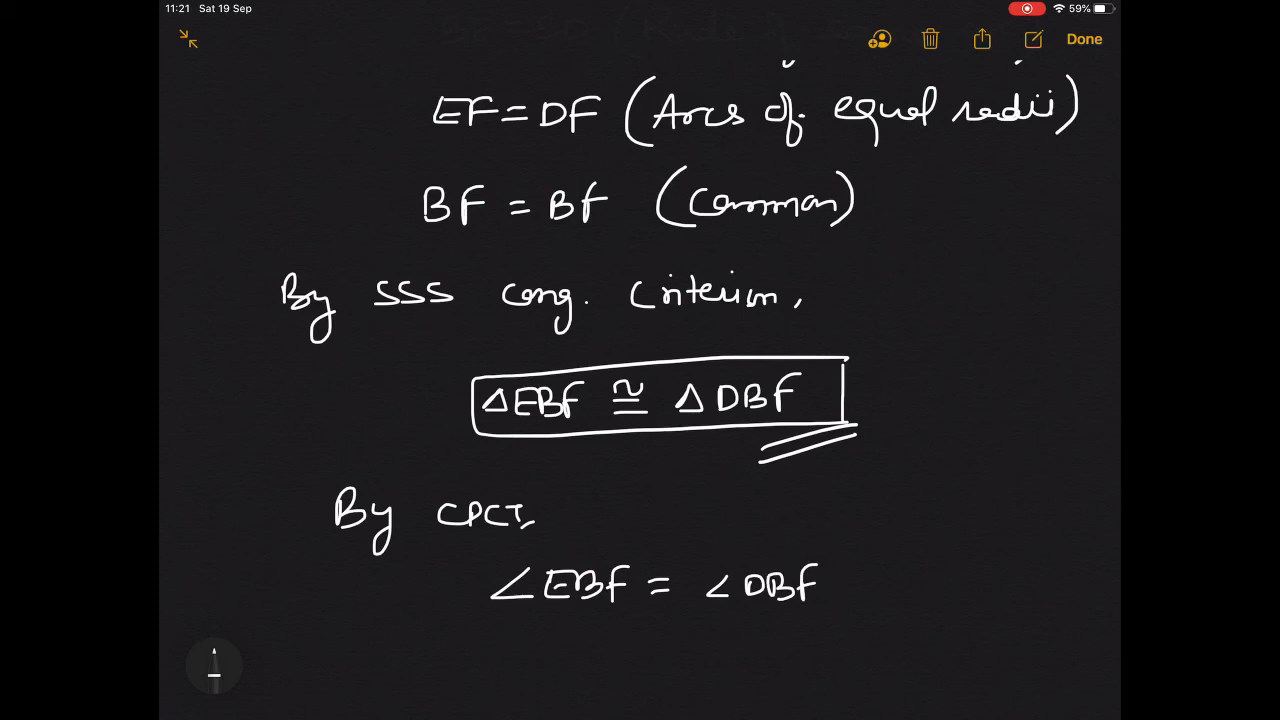 11:21 Sat 19 Sep 59%
Done
EF = DF (Arcs of equal radii)
BF = BF (Common)
By SSS cong. Criterion,
△EBF ≅ △DBF
By CPCT,
∠EBF = ∠DBF